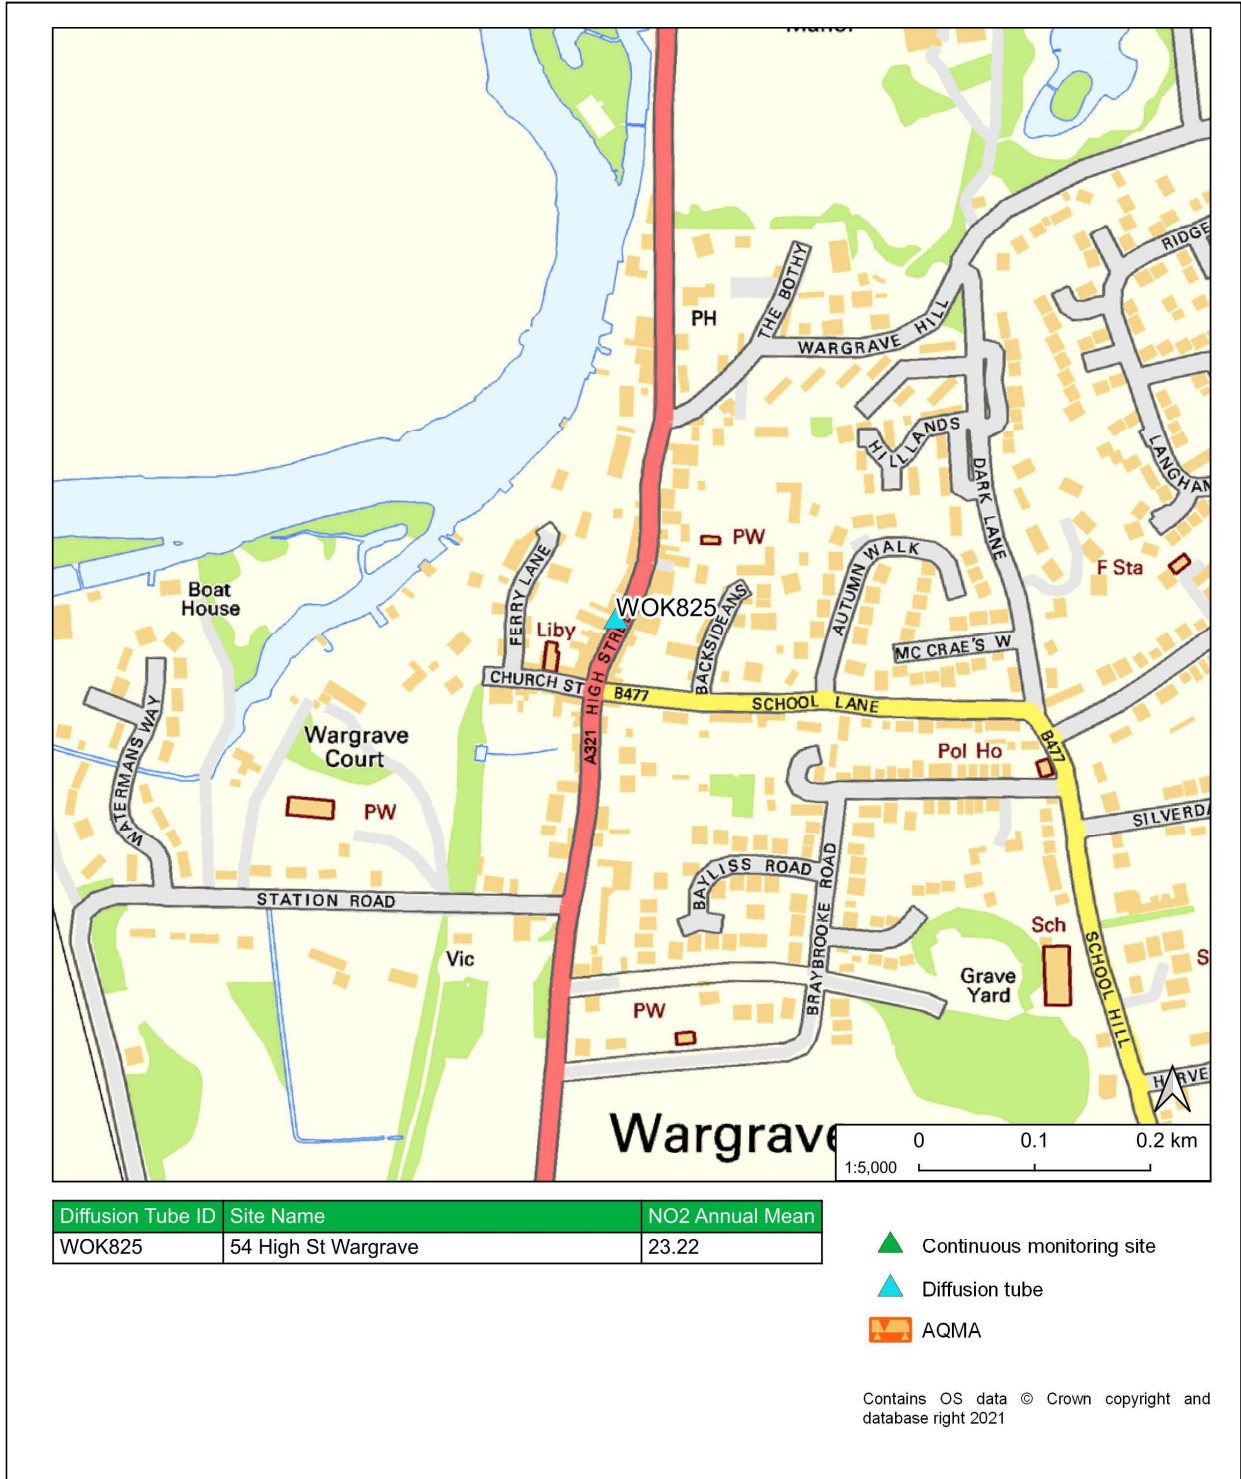 Manor
RIDGE
THE BOTHY
PH
WARGRAVE HILL
HILLLANDS
DARK LANE
LANGHAM
PW
AUTUMN WALK
F Sta
Boat
House
FERRY LANE
WOK825
BACKSIDEANS
Liby
MC CRAE'S W
CHURCH ST
A321 HIGH STREE
B477
SCHOOL LANE
WATERMANS WAY
Wargrave
Court
Pol Ho
B477
PW
SILVERDA
BAYLISS ROAD
STATION ROAD
BRAYBROOKE ROAD
Sch
SCHOOL HILL
Vic
S
Grave
Yard
PW
HARVE
Wargrave
0 0.1 0.2 km
1:5,000
Diffusion Tube ID Site Name NO2 Annual Mean
WOK825 54 High St Wargrave 23.22
Continuous monitoring site
Diffusion tube
AQMA
Contains OS data © Crown copyright and
database right 2021